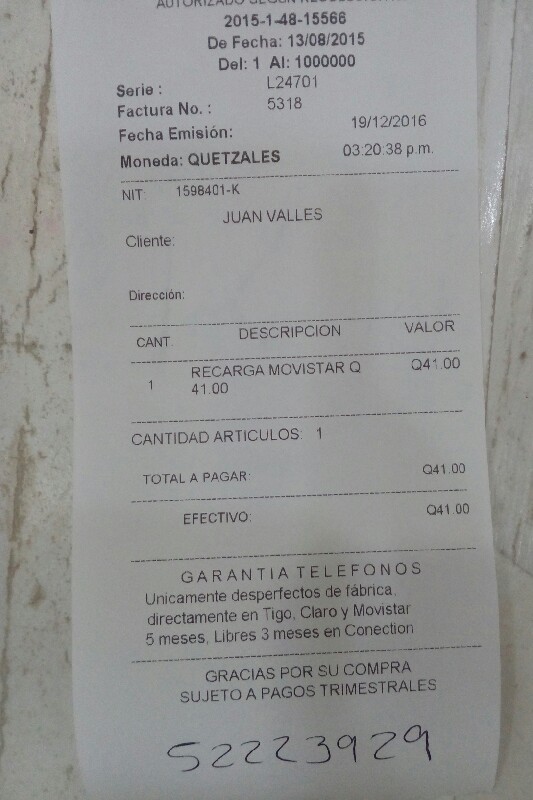 AUTORIZADO SEGÚN
2015-1-48-15566
De Fecha: 13/08/2015
Del: 1 Al: 1000000
Serie : L24701
Factura No. : 5318
Fecha Emisión: 19/12/2016
Moneda: QUETZALES 03:20:38 p.m.
NIT: 1598401-K
JUAN VALLES
Cliente:
Dirección:
CANT. DESCRIPCION VALOR
1 RECARGA MOVISTAR Q Q41.00
41.00
CANTIDAD ARTICULOS: 1
TOTAL A PAGAR: Q41.00
EFECTIVO: Q41.00
GARANTIA TELEFONOS
Unicamente desperfectos de fábrica,
directamente en Tigo, Claro y Movistar
5 meses, Libres 3 meses en Conection
GRACIAS POR SU COMPRA
SUJETO A PAGOS TRIMESTRALES
52223929